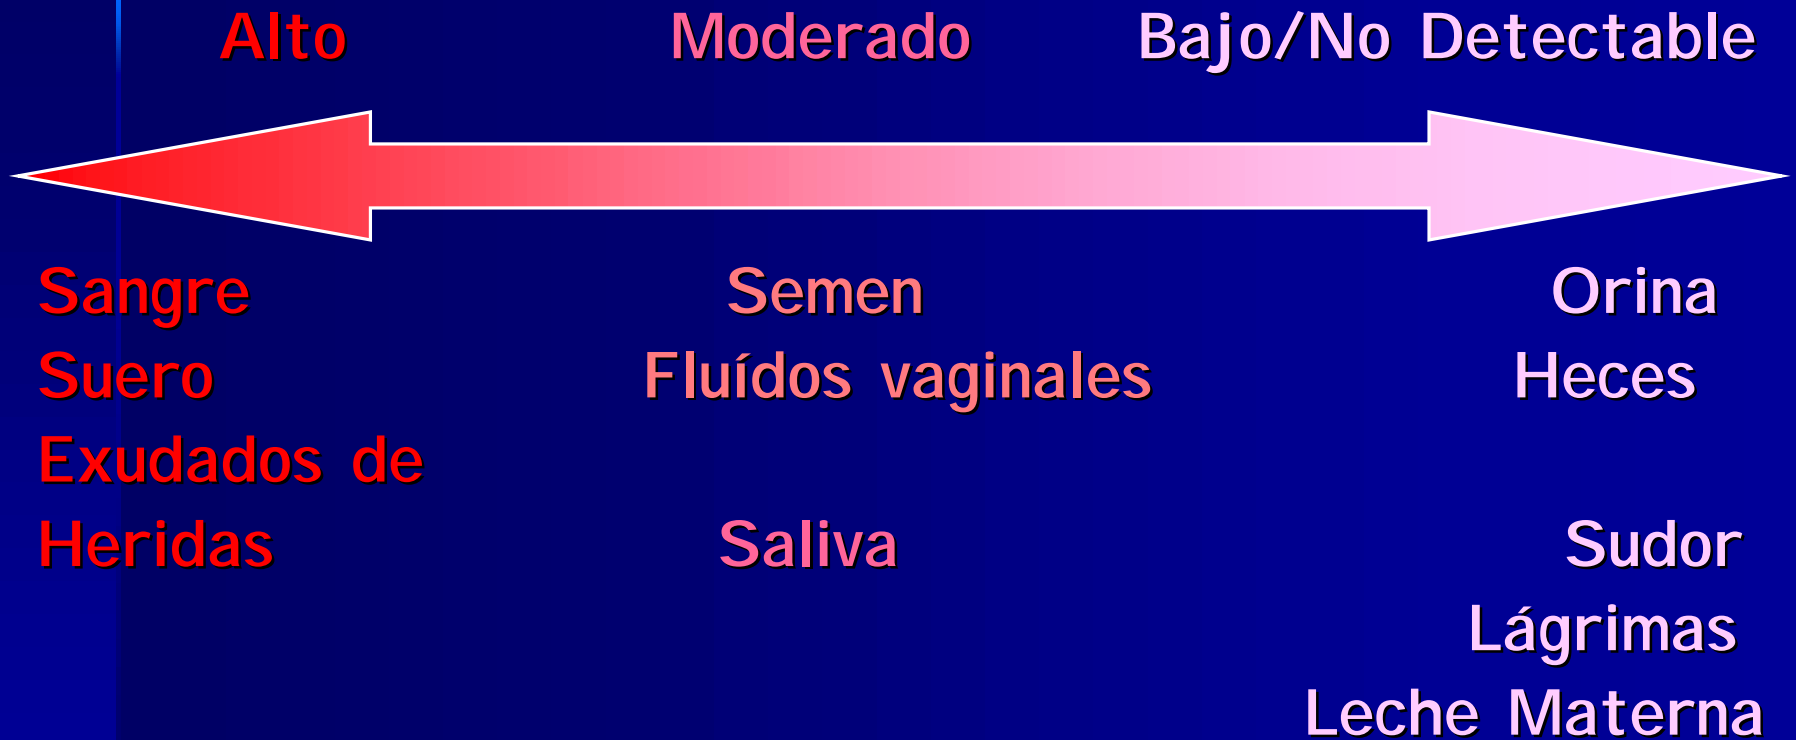 Alto Moderado Bajo/No Detectable
Sangre Semen Orina
Suero Fluídos vaginales Heces
Exudados de
Heridas Saliva Sudor
Lágrimas
Leche Materna